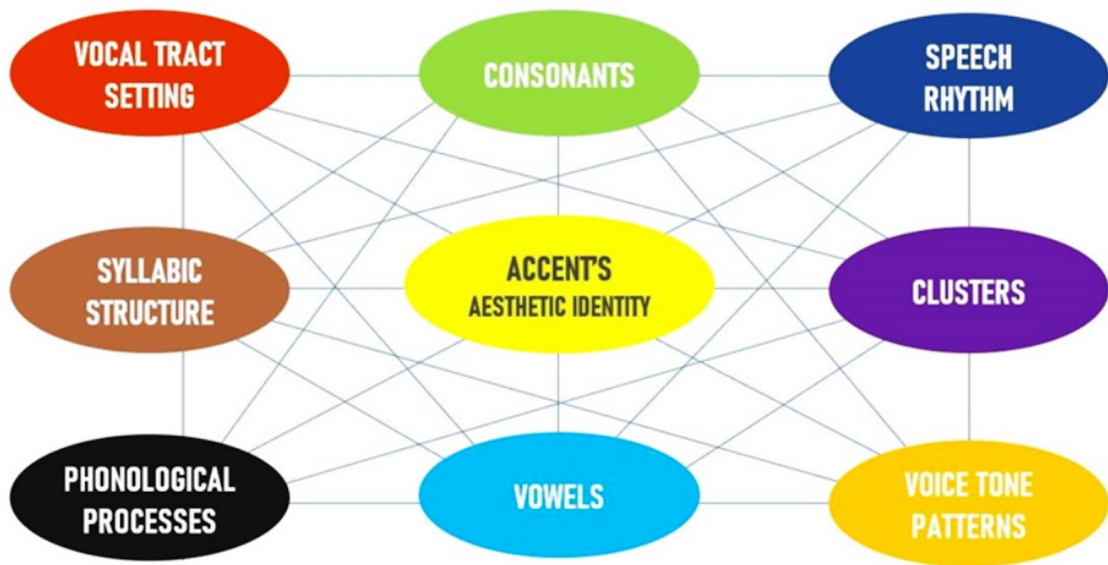 VOCAL TRACT
SETTING
CONSONANTS
SPEECH
RHYTHM
SYLLABIC
STRUCTURE
ACCENT'S
AESTHETIC IDENTITY
CLUSTERS
PHONOLOGICAL
PROCESSES
VOWELS
VOICE TONE
PATTERNS